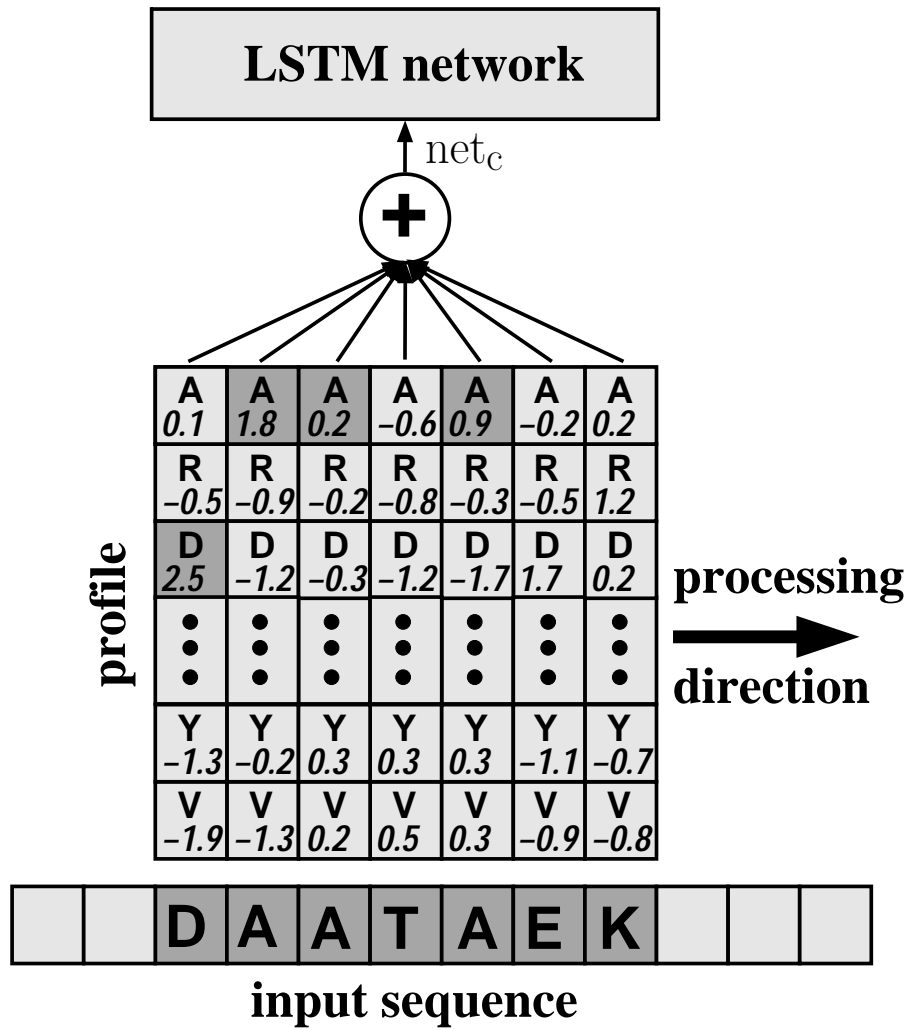 LSTM network
net_c
+
A A A A A A A
0.1 1.8 0.2 −0.6 0.9 −0.2 0.2
R R R R R R R
−0.5 −0.9 −0.2 −0.8 −0.3 −0.5 1.2
D D D D D D D
2.5 −1.2 −0.3 −1.2 −1.7 1.7 0.2
profile
processing
direction
Y Y Y Y Y Y Y
−1.3 −0.2 0.3 0.3 0.3 −1.1 −0.7
V V V V V V V
−1.9 −1.3 0.2 0.5 0.3 −0.9 −0.8
D A A T A E K
input sequence